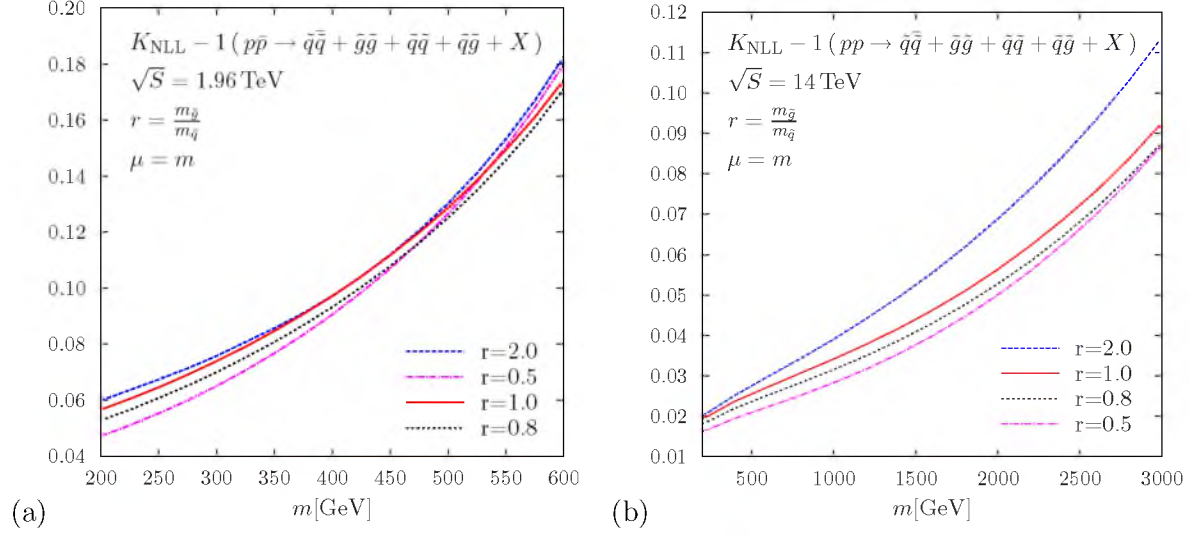 K_NLL − 1 ( pp̄ → q̃q̃̄ + g̃g̃ + q̃q̃ + q̃g̃ + X )
√S = 1.96 TeV
r = m_g̃ / m_q̃
μ = m
0.20
0.18
0.16
0.14
0.12
0.10
0.08
0.06
0.04
r=2.0
r=0.5
r=1.0
r=0.8
200 250 300 350 400 450 500 550 600
m[GeV]
(a)
K_NLL − 1 ( pp → q̃q̃̄ + g̃g̃ + q̃q̃ + q̃g̃ + X )
√S = 14 TeV
r = m_g̃ / m_q̃
μ = m
0.12
0.11
0.10
0.09
0.08
0.07
0.06
0.05
0.04
0.03
0.02
0.01
r=2.0
r=1.0
r=0.8
r=0.5
500 1000 1500 2000 2500 3000
m[GeV]
(b)